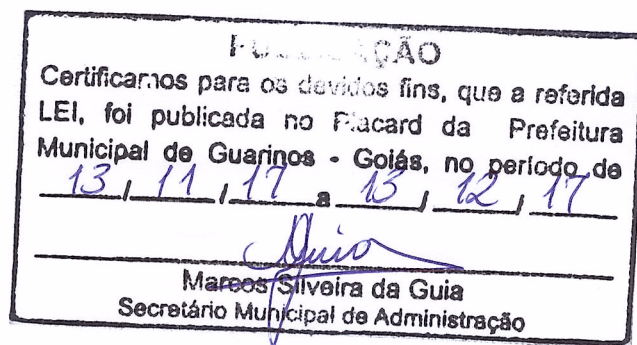 PUBLICAÇÃO
Certificamos para os devidos fins, que a referida
LEI, foi publicada no Placard da Prefeitura
Municipal de Guarinos - Goiás, no período de
13 / 11 / 17 a 13 / 12 / 17
Marcos Silveira da Guia
Secretário Municipal de Administração